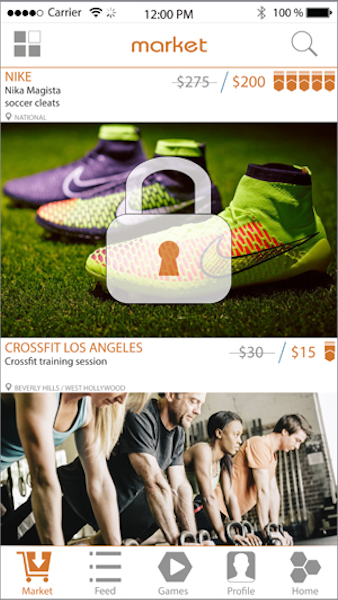 Carrier 12:00 PM 100 %
market
NIKE $275 / $200
Nika Magista
soccer cleats
NATIONAL
CROSSFIT LOS ANGELES $30 / $15
Crossfit training session
BEVERLY HILLS / WEST HOLLYWOOD
Market Feed Games Profile Home